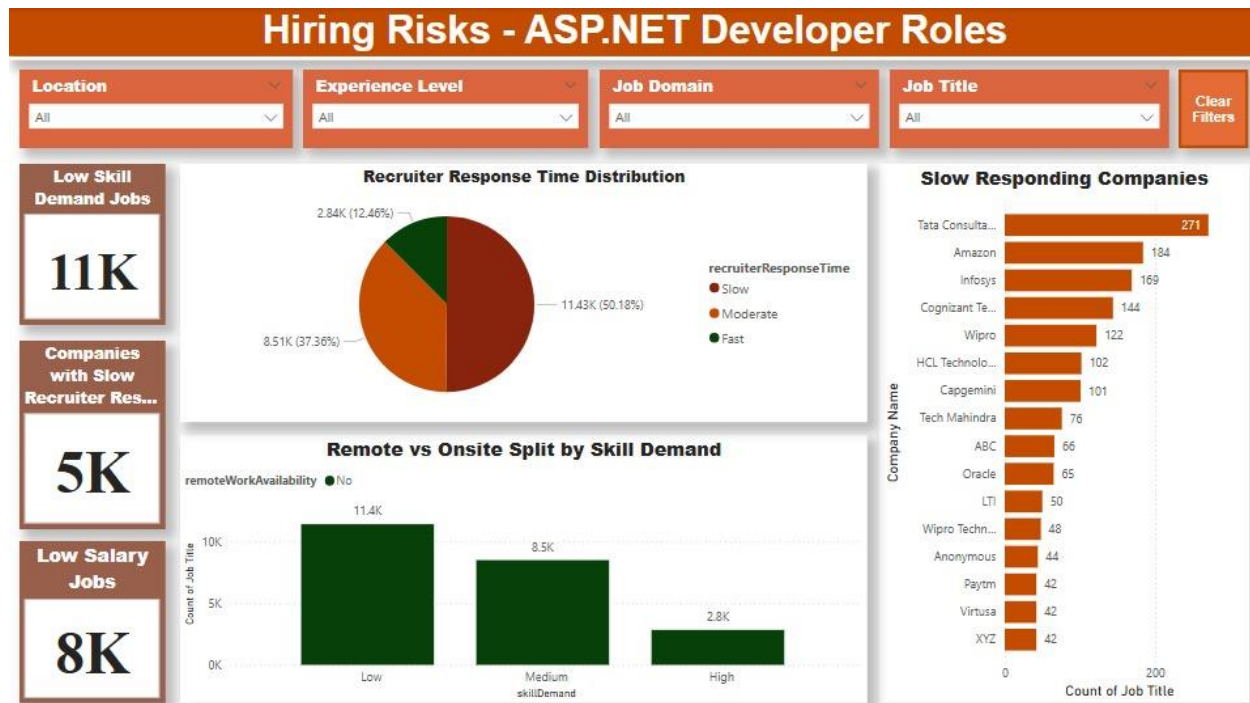 Hiring Risks - ASP.NET Developer Roles
Location
All
Experience Level
All
Job Domain
All
Job Title
All
Clear
Filters
Low Skill
Demand Jobs
11K
Companies
with Slow
Recruiter Res...
5K
Low Salary
Jobs
8K
Recruiter Response Time Distribution
2.84K (12.46%)
8.51K (37.36%)
11.43K (50.18%)
recruiterResponseTime
Slow
Moderate
Fast
Remote vs Onsite Split by Skill Demand
remoteWorkAvailability No
Count of Job Title
10K
5K
0K
11.4K
8.5K
2.8K
Low
Medium
High
skillDemand
Slow Responding Companies
Company Name
Tata Consulta... 271
Amazon 184
Infosys 169
Cognizant Te... 144
Wipro 122
HCL Technolo... 102
Capgemini 101
Tech Mahindra 76
ABC 66
Oracle 65
LTI 50
Wipro Techn... 48
Anonymous 44
Paytm 42
Virtusa 42
XYZ 42
0 200
Count of Job Title